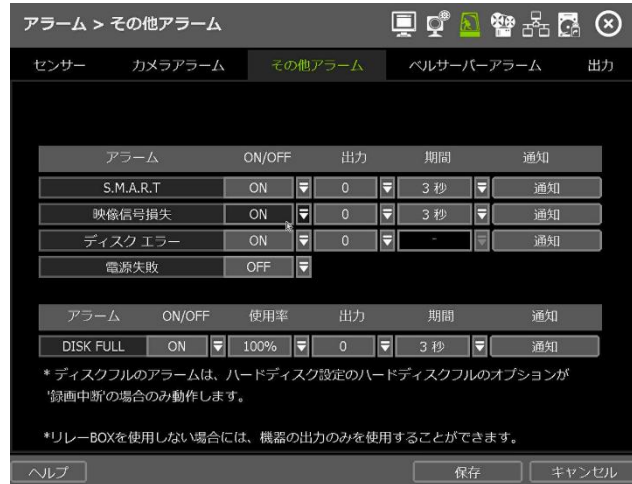 アラーム > その他アラーム
センサー カメラアラーム その他アラーム ベルサーバーアラーム 出力
アラーム ON/OFF 出力 期間 通知
S.M.A.R.T ON 0 3 秒 通知
映像信号損失 ON 0 3 秒 通知
ディスク エラー ON 0 - 通知
電源失敗 OFF
アラーム ON/OFF 使用率 出力 期間 通知
DISK FULL ON 100% 0 3 秒 通知
* ディスクフルのアラームは、ハードディスク設定のハードディスクフルのオプションが
'録画中断'の場合のみ動作します。
*リレーBOXを使用しない場合には、機器の出力のみを使用することができます。
ヘルプ 保存 キャンセル